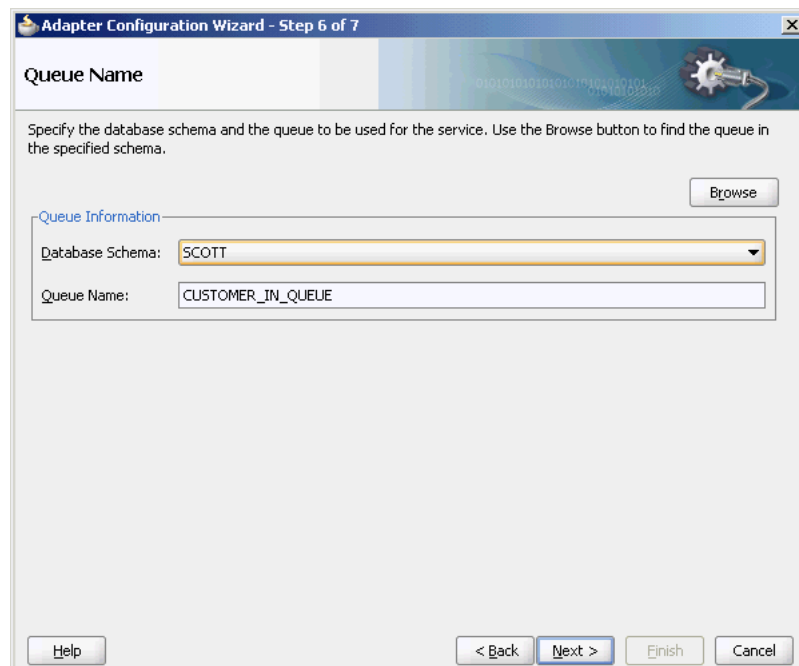 Adapter Configuration Wizard - Step 6 of 7
Queue Name
Specify the database schema and the queue to be used for the service. Use the Browse button to find the queue in
the specified schema.
Browse
Queue Information
Database Schema: SCOTT
Queue Name: CUSTOMER_IN_QUEUE
Help < Back Next > Finish Cancel